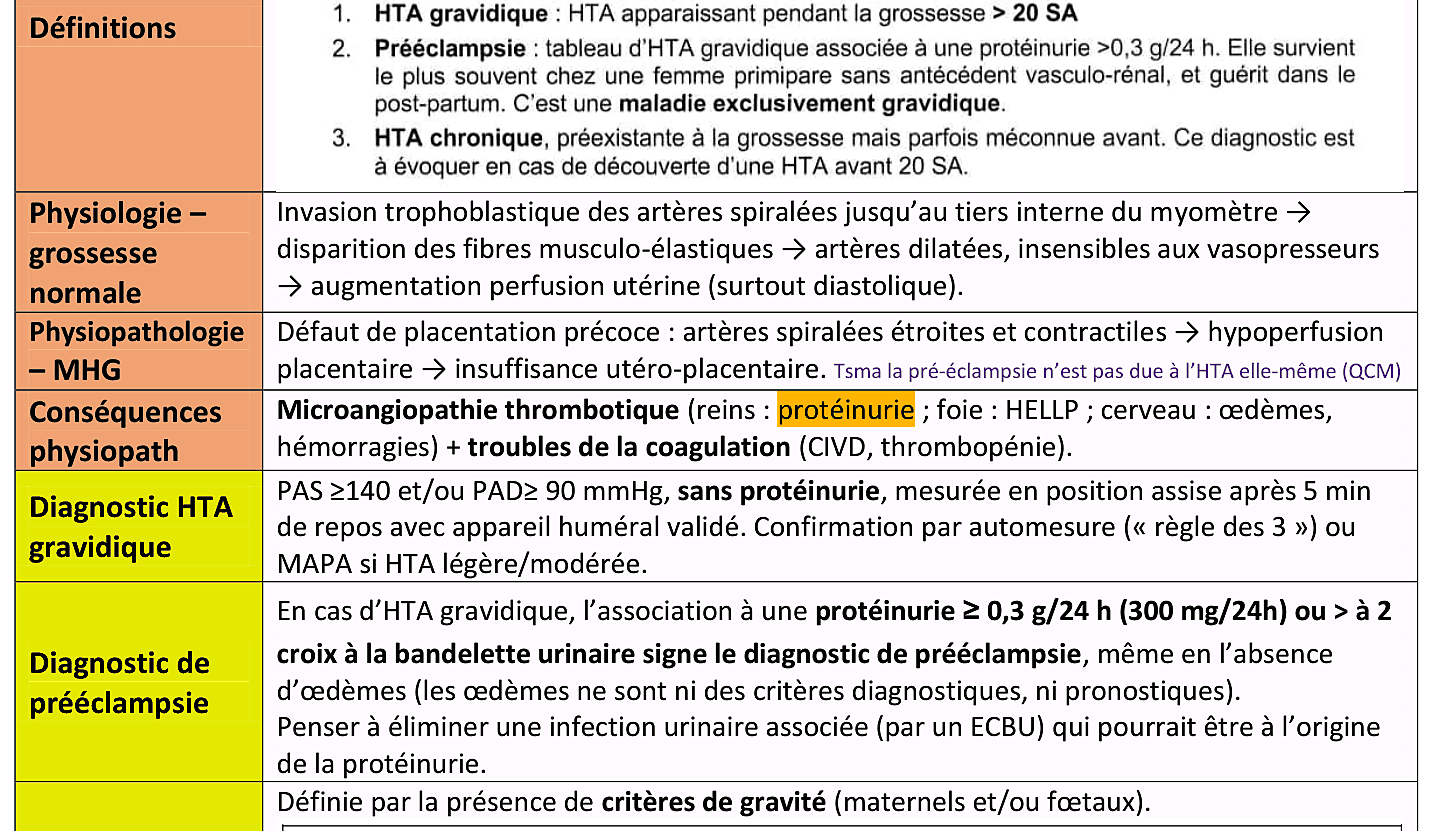 Définitions
1. HTA gravidique : HTA apparaissant pendant la grossesse > 20 SA
2. Prééclampsie : tableau d’HTA gravidique associée à une protéinurie >0,3 g/24 h. Elle survient
le plus souvent chez une femme primipare sans antécédent vasculo-rénal, et guérit dans le
post-partum. C’est une maladie exclusivement gravidique.
3. HTA chronique, préexistante à la grossesse mais parfois méconnue avant. Ce diagnostic est
à évoquer en cas de découverte d’une HTA avant 20 SA.
Physiologie –
grossesse
normale
Invasion trophoblastique des artères spiralées jusqu’au tiers interne du myomètre →
disparition des fibres musculo-élastiques → artères dilatées, insensibles aux vasopresseurs
→ augmentation perfusion utérine (surtout diastolique).
Physiopathologie
– MHG
Défaut de placentation précoce : artères spiralées étroites et contractiles → hypoperfusion
placentaire → insuffisance utéro-placentaire. Tsma la pré-éclampsie n’est pas due à l’HTA elle-même (QCM)
Conséquences
physiopath
Microangiopathie thrombotique (reins : protéinurie ; foie : HELLP ; cerveau : œdèmes,
hémorragies) + troubles de la coagulation (CIVD, thrombopénie).
Diagnostic HTA
gravidique
PAS ≥140 et/ou PAD≥ 90 mmHg, sans protéinurie, mesurée en position assise après 5 min
de repos avec appareil huméral validé. Confirmation par automesure (« règle des 3 ») ou
MAPA si HTA légère/modérée.
Diagnostic de
prééclampsie
En cas d’HTA gravidique, l’association à une protéinurie ≥ 0,3 g/24 h (300 mg/24h) ou > à 2
croix à la bandelette urinaire signe le diagnostic de prééclampsie, même en l’absence
d’œdèmes (les œdèmes ne sont ni des critères diagnostiques, ni pronostiques).
Penser à éliminer une infection urinaire associée (par un ECBU) qui pourrait être à l’origine
de la protéinurie.
Définie par la présence de critères de gravité (maternels et/ou fœtaux).